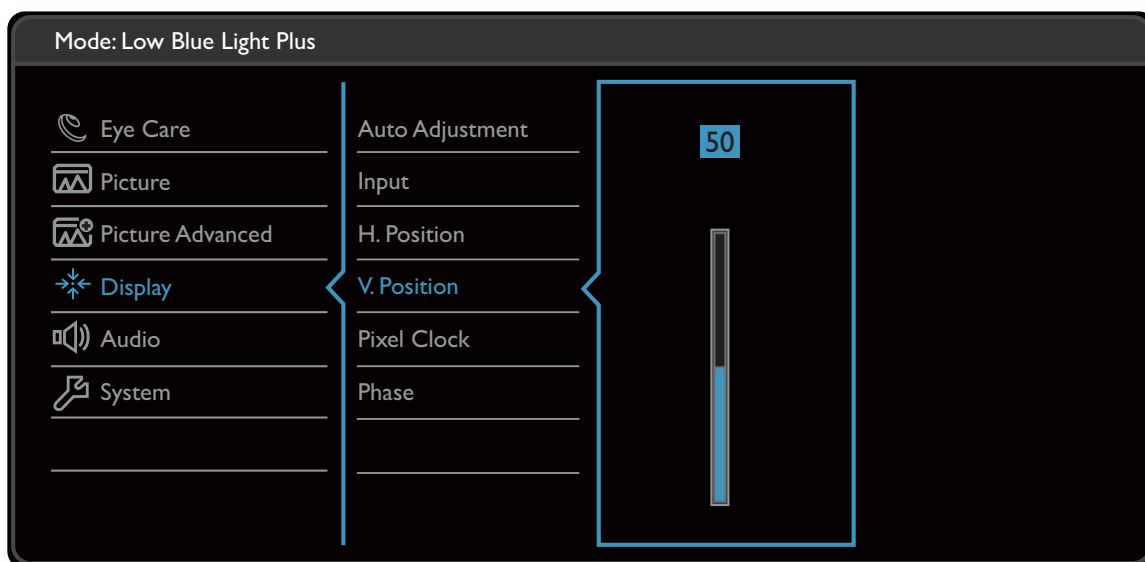 Mode: Low Blue Light Plus
Eye Care
Picture
Picture Advanced
Display
Audio
System
Auto Adjustment
Input
H. Position
V. Position
Pixel Clock
Phase
50